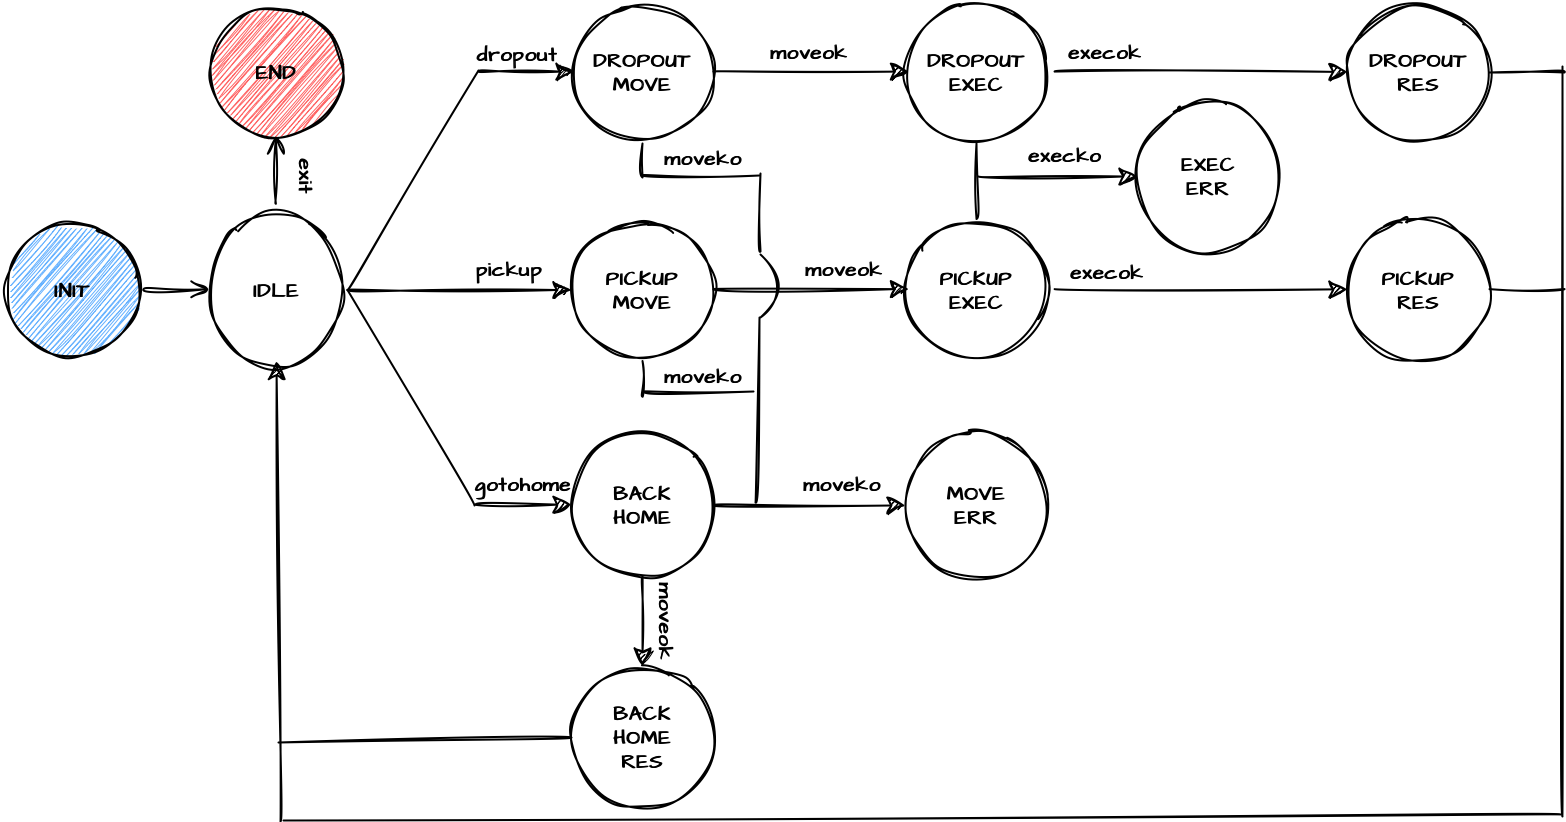 END
dropout
DROPOUT
MOVE
moveok
DROPOUT
EXEC
execok
DROPOUT
RES
exit
moveko
execko
EXEC
ERR
INIT
IDLE
pickup
PICKUP
MOVE
moveok
PICKUP
EXEC
execok
PICKUP
RES
moveko
gotohome
BACK
HOME
moveko
MOVE
ERR
moveok
BACK
HOME
RES